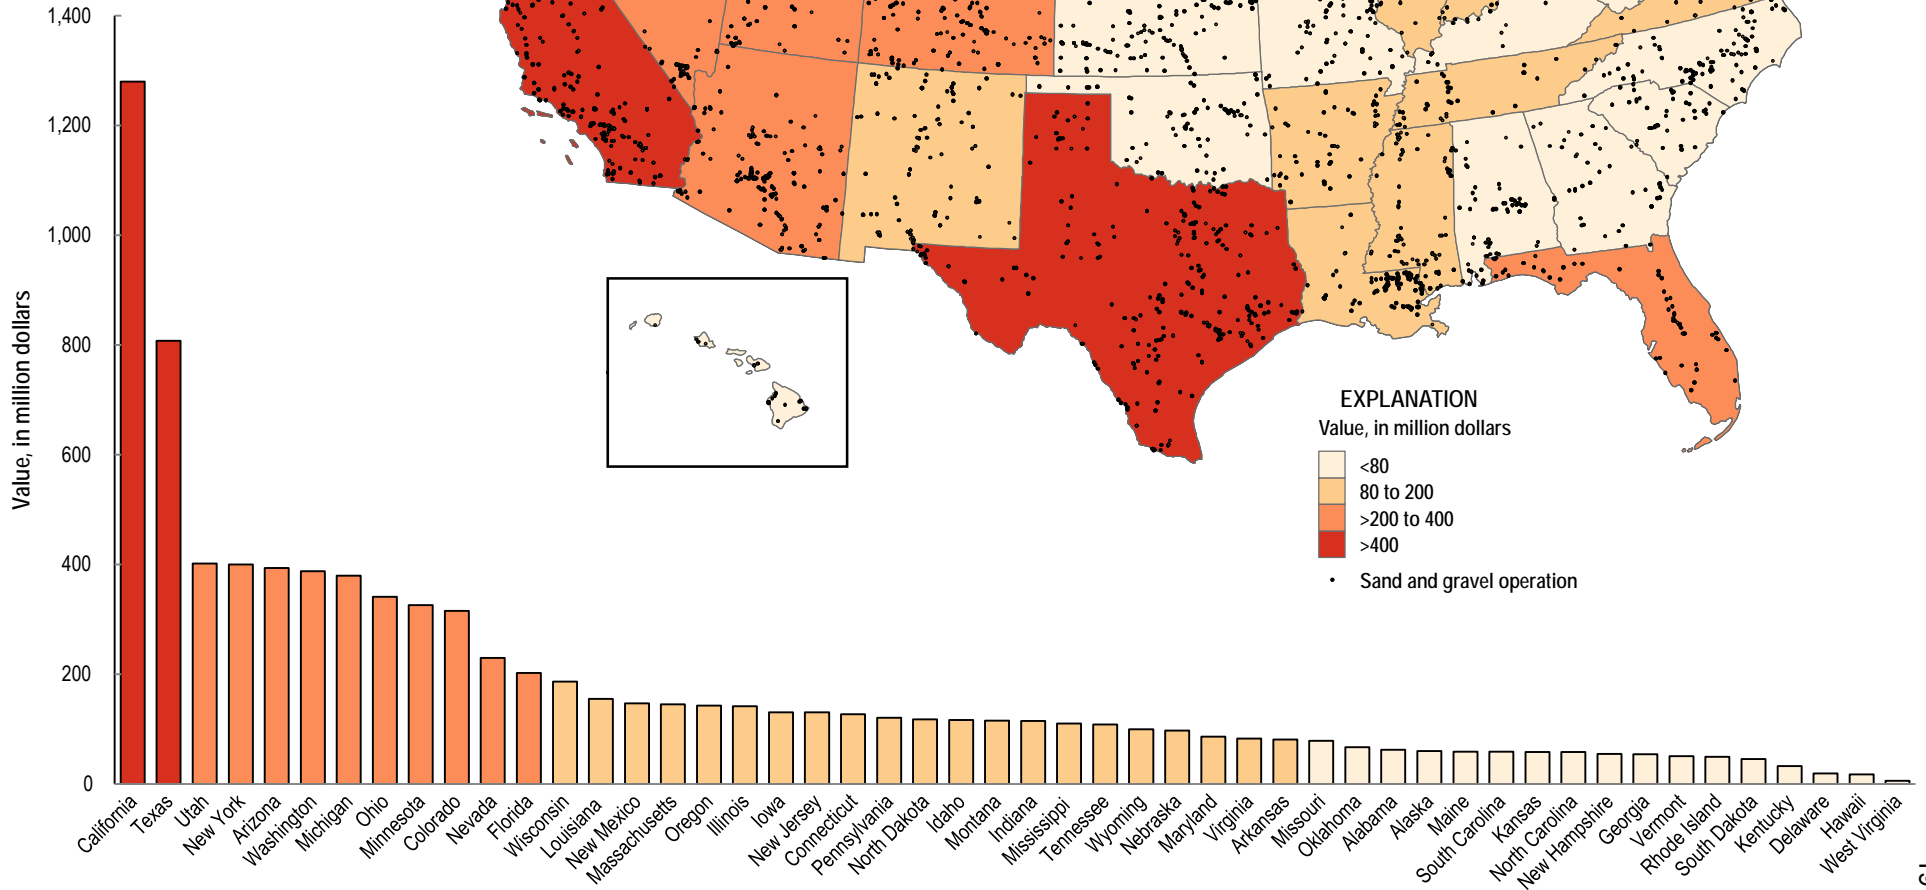 1,400
1,200
1,000
800
600
400
200
0
Value, in million dollars
EXPLANATION
Value, in million dollars
<80
80 to 200
>200 to 400
>400
Sand and gravel operation
California
Texas
Utah
New York
Arizona
Washington
Michigan
Ohio
Minnesota
Colorado
Nevada
Florida
Wisconsin
Louisiana
New Mexico
Massachusetts
Oregon
Illinois
Iowa
New Jersey
Connecticut
Pennsylvania
North Dakota
Idaho
Montana
Indiana
Mississippi
Tennessee
Wyoming
Nebraska
Maryland
Virginia
Arkansas
Missouri
Oklahoma
Alabama
Alaska
Maine
South Carolina
Kansas
North Carolina
New Hampshire
Georgia
Vermont
Rhode Island
South Dakota
Kentucky
Delaware
Hawaii
West Virginia